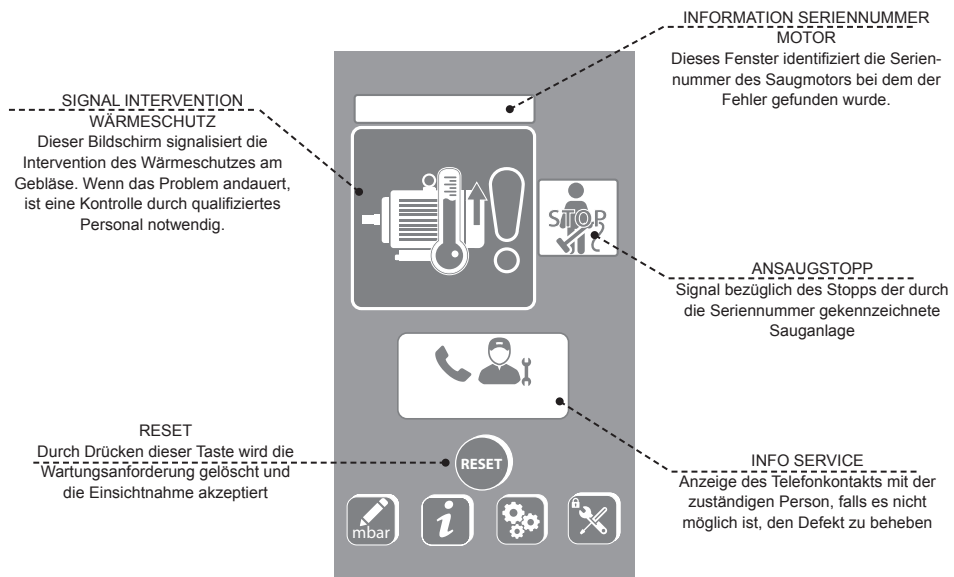 INFORMATION SERIENNUMMER
MOTOR
Dieses Fenster identifiziert die Serien-
nummer des Saugmotors bei dem der
Fehler gefunden wurde.
SIGNAL INTERVENTION
WÄRMESCHUTZ
Dieser Bildschirm signalisiert die
Intervention des Wärmeschutzes am
Gebläse. Wenn das Problem andauert,
ist eine Kontrolle durch qualifiziertes
Personal notwendig.
STOP
ANSAUGSTOPP
Signal bezüglich des Stopps der durch
die Seriennummer gekennzeichnete
Sauganlage
RESET
Durch Drücken dieser Taste wird die
Wartungsanforderung gelöscht und
die Einsichtnahme akzeptiert
RESET
INFO SERVICE
Anzeige des Telefonkontakts mit der
zuständigen Person, falls es nicht
möglich ist, den Defekt zu beheben
mbar
i